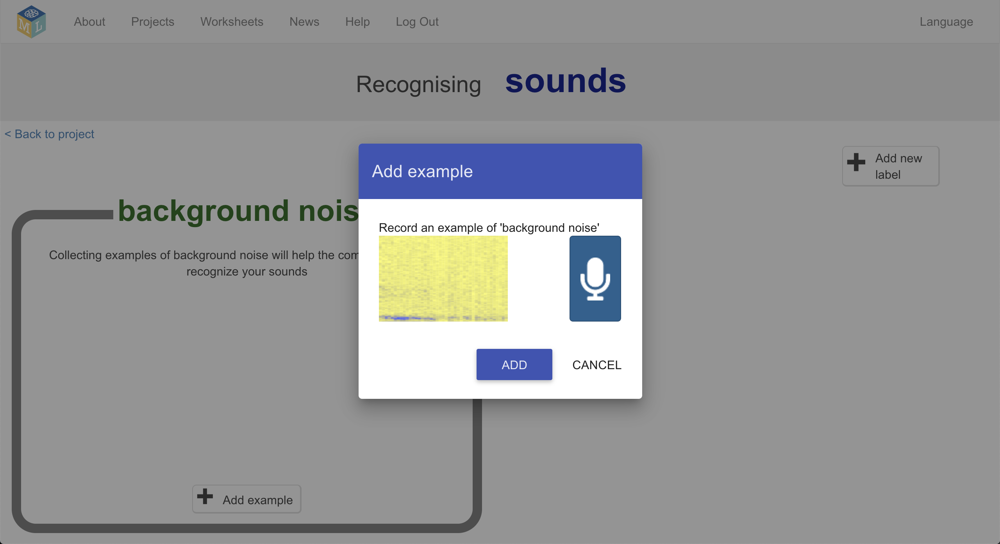 M L
About
Projects
Worksheets
News
Help
Log Out
Language
Recognising sounds
< Back to project
Add new
label
background nois
Collecting examples of background noise will help the com
recognize your sounds
Add example
Add example
Record an example of 'background noise'
ADD
CANCEL